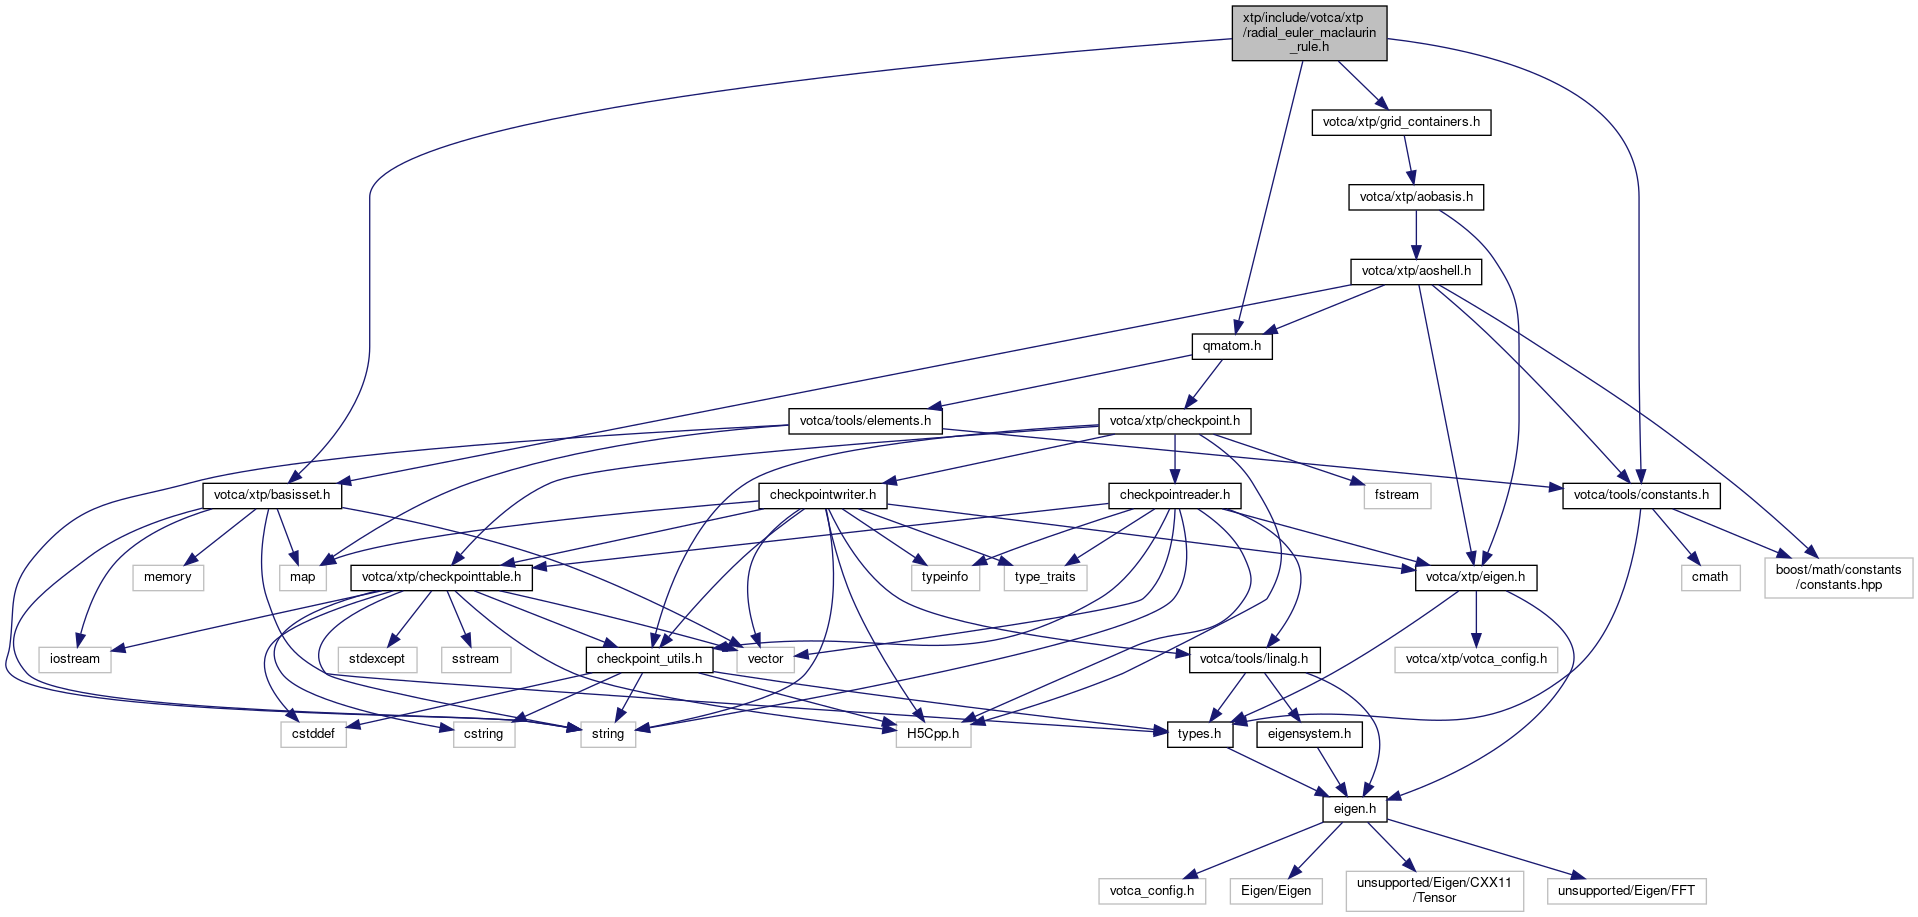 xtp/include/votca/xtp
/radial_euler_maclaurin
_rule.h
votca/xtp/grid_containers.h
votca/xtp/aobasis.h
votca/xtp/aoshell.h
qmatom.h
votca/tools/elements.h
votca/xtp/checkpoint.h
votca/xtp/basisset.h
checkpointwriter.h
checkpointreader.h
fstream
votca/tools/constants.h
memory
map
votca/xtp/checkpointtable.h
typeinfo
type_traits
votca/xtp/eigen.h
cmath
boost/math/constants
/constants.hpp
iostream
stdexcept
sstream
checkpoint_utils.h
vector
votca/tools/linalg.h
votca/xtp/votca_config.h
cstddef
cstring
string
H5Cpp.h
types.h
eigensystem.h
eigen.h
votca_config.h
Eigen/Eigen
unsupported/Eigen/CXX11
/Tensor
unsupported/Eigen/FFT